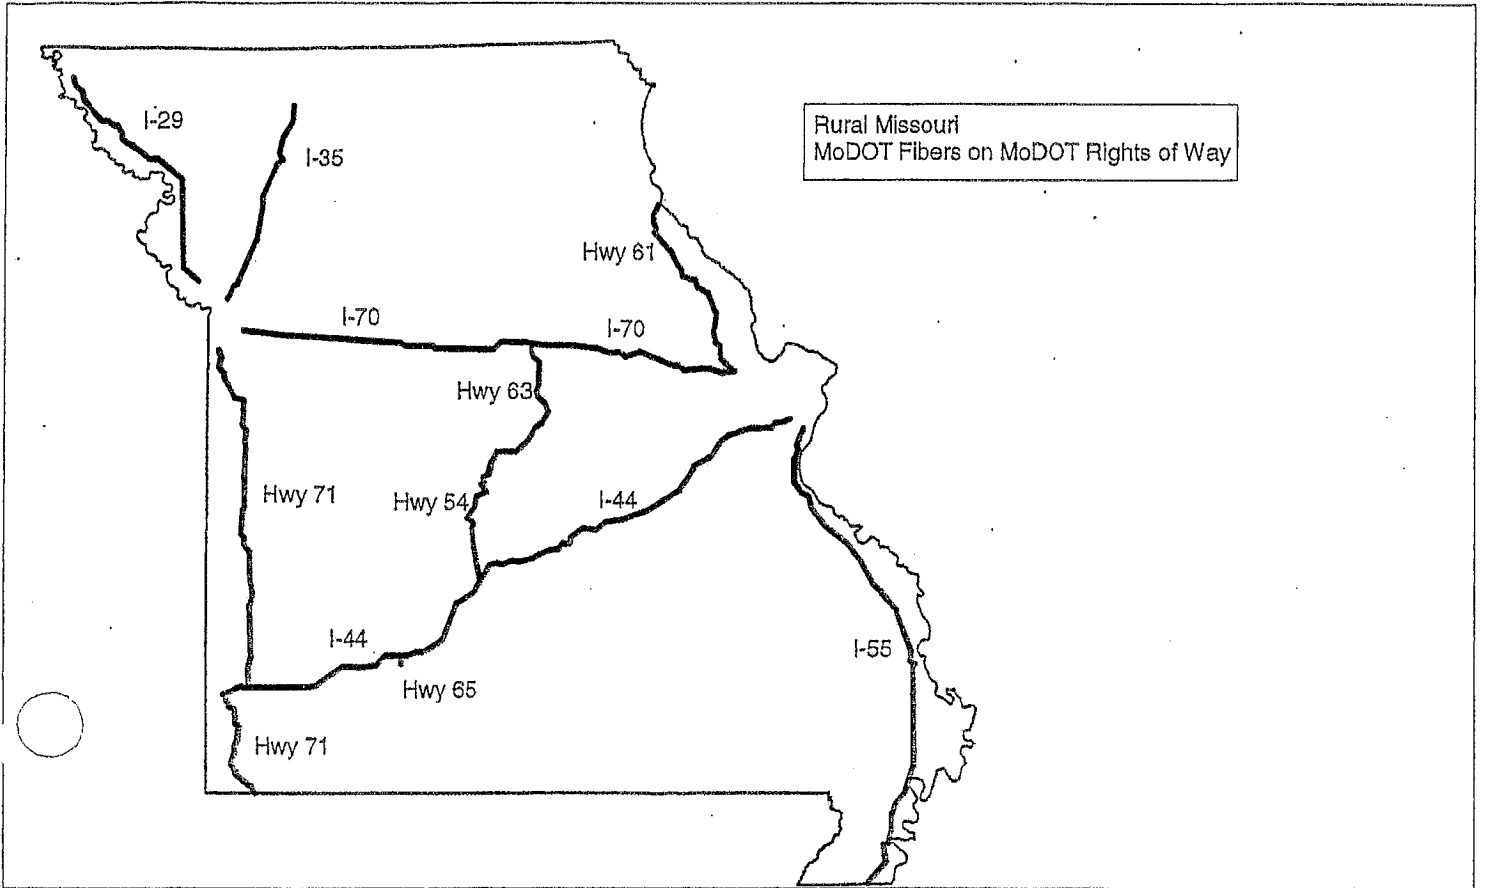 I-29
Rural Missouri
MoDOT Fibers on MoDOT Rights of Way
I-35
Hwy 61
I-70
I-70
Hwy 63
Hwy 71
Hwy 54
I-44
I-44
I-55
Hwy 65
Hwy 71